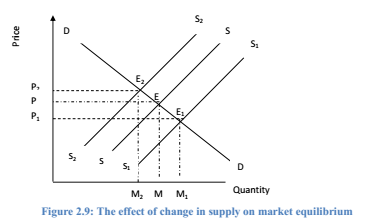 Price
D
S2
S
S1
E2
E
E1
P2
P
P1
S2
S
S1
D
M2 M M1
Quantity
Figure 2.9: The effect of change in supply on market equilibrium